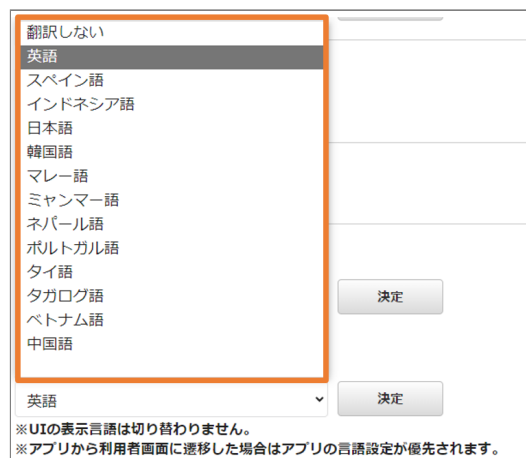 翻訳しない
英語
スペイン語
インドネシア語
日本語
韓国語
マレー語
ミャンマー語
ネパール語
ポルトガル語
タイ語
タガログ語
決定
ベトナム語
中国語
英語
決定
※UIの表示言語は切り替わりません。
※アプリから利用者画面に遷移した場合はアプリの言語設定が優先されます。